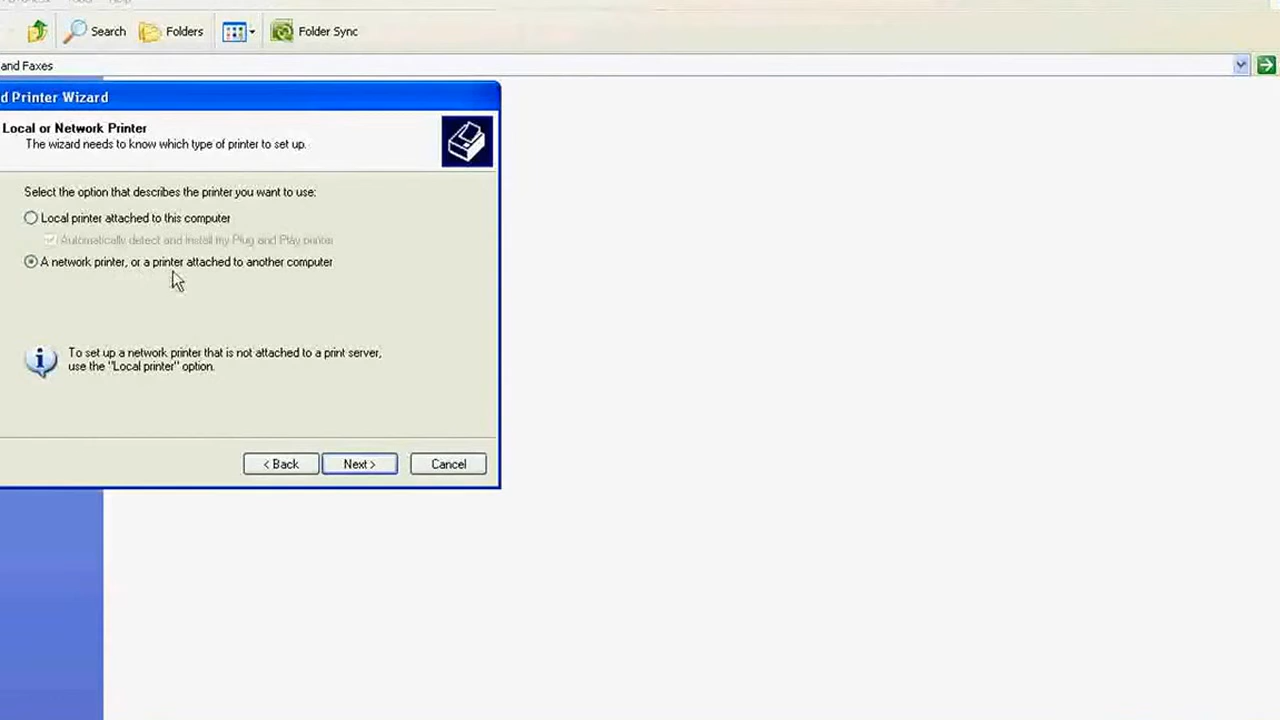 Search
Folders
Folder Sync
and Faxes
d Printer Wizard
Local or Network Printer
The wizard needs to know which type of printer to set up.
Select the option that describes the printer you want to use:
Local printer attached to this computer
Automatically detect and install my Plug and Play printer
A network printer, or a printer attached to another computer
To set up a network printer that is not attached to a print server,
use the "Local printer" option.
< Back
Next >
Cancel